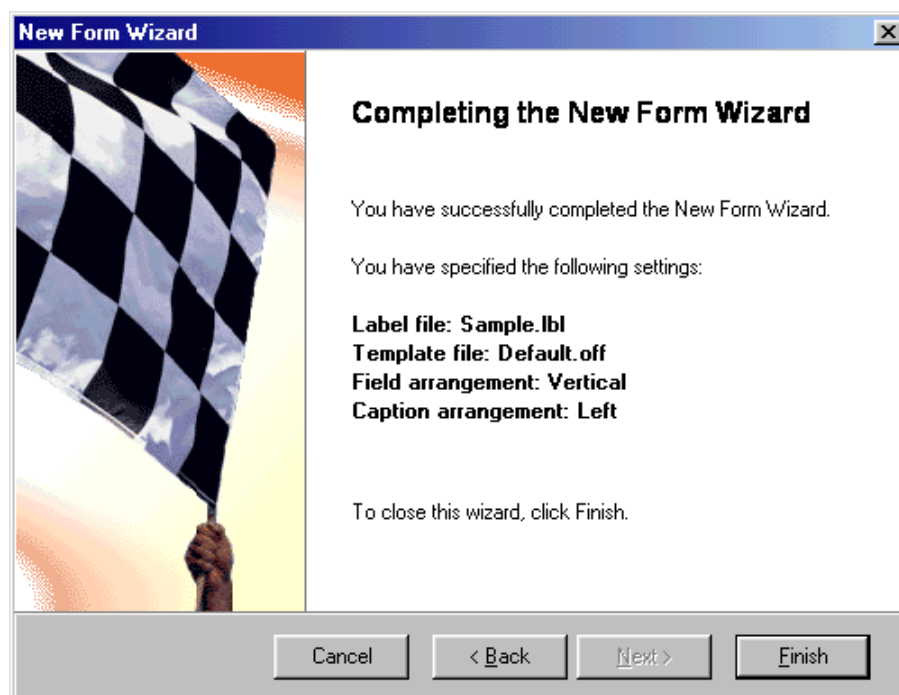 New Form Wizard
Completing the New Form Wizard
You have successfully completed the New Form Wizard.
You have specified the following settings:
Label file: Sample.lbl
Template file: Default.off
Field arrangement: Vertical
Caption arrangement: Left
To close this wizard, click Finish.
Cancel
< Back
Next >
Finish